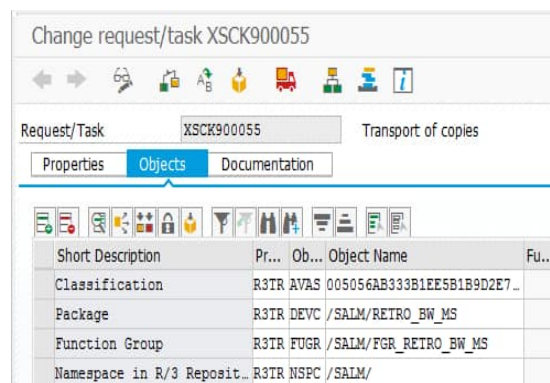 Change request/task XSCK900055
Request/Task XSCK900055 Transport of copies
Properties Objects Documentation
Short Description Pr... Ob... Object Name Fu...
Classification R3TR AVAS 005056AB333B1EE5B1B9D2E7...
Package R3TR DEVC /SALM/RETRO_BW_MS
Function Group R3TR FUGR /SALM/FGR_RETRO_BW_MS
Namespace in R/3 Reposit... R3TR NSPC /SALM/